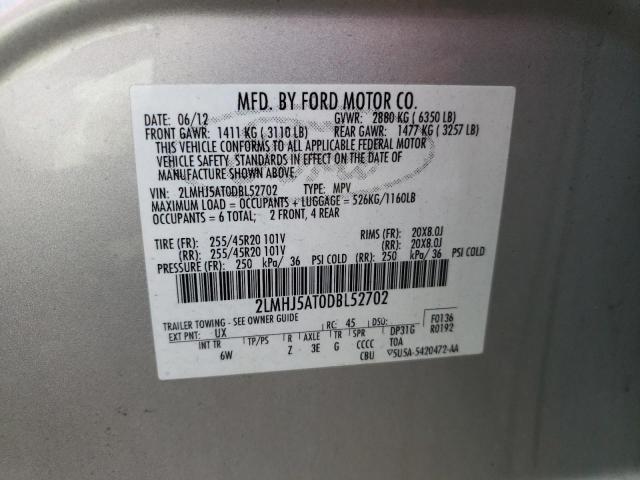 MFD. BY FORD MOTOR CO.
DATE: 06/12 GVWR: 2880 KG ( 6350 LB)
FRONT GAWR: 1411 KG ( 3110 LB) REAR GAWR: 1477 KG ( 3257 LB)
THIS VEHICLE CONFORMS TO ALL APPLICABLE FEDERAL MOTOR
VEHICLE SAFETY STANDARDS IN EFFECT ON THE DATE OF
MANUFACTURE SHOWN ABOVE.
VIN: 2LMHJ5AT0DBL52702 TYPE: MPV
MAXIMUM LOAD = OCCUPANTS + LUGGAGE = 526KG/1160LB
OCCUPANTS = 6 TOTAL; 2 FRONT, 4 REAR
TIRE (FR): 255/45R20 101V RIMS (FR): 20X8.0J
(RR): 255/45R20 101V (RR): 20X8.0J
PRESSURE (FR): 250 kPa/ 36 PSI COLD (RR): 250 kPa/ 36 PSI COLD
2LMHJ5AT0DBL52702
TRAILER TOWING - SEE OWNER GUIDE
EXT PNT: UX RC: 45 DSO: F0136
R0192
INT TR TP/PS R AXLE TR SPR DP31G
6W Z 3E G CCCC TOA
CBU ▽5U5A-5420472-AA
Ford